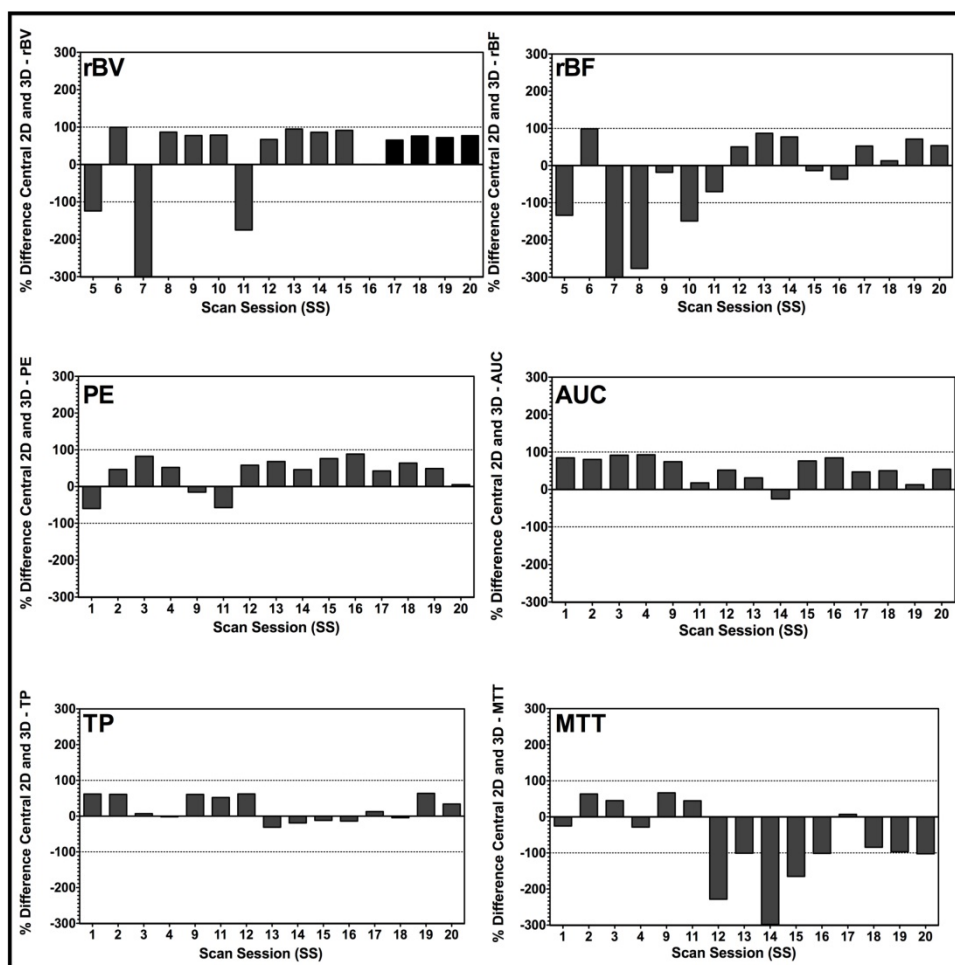 % Difference Central 2D and 3D - rBV
rBV
300
200
100
0
-100
-200
-300
5 6 7 8 9 10 11 12 13 14 15 16 17 18 19 20
Scan Session (SS)
% Difference Central 2D and 3D - rBF
rBF
300
200
100
0
-100
-200
-300
5 6 7 8 9 10 11 12 13 14 15 16 17 18 19 20
Scan Session (SS)
% Difference Central 2D and 3D - PE
PE
300
200
100
0
-100
-200
-300
1 2 3 4 9 11 12 13 14 15 16 17 18 19 20
Scan Session (SS)
% Difference Central 2D and 3D - AUC
AUC
300
200
100
0
-100
-200
-300
1 2 3 4 9 11 12 13 14 15 16 17 18 19 20
Scan Session (SS)
% Difference Central 2D and 3D - TP
TP
300
200
100
0
-100
-200
-300
1 2 3 4 9 11 12 13 14 15 16 17 18 19 20
Scan Session (SS)
% Difference Central 2D and 3D - MTT
MTT
300
200
100
0
-100
-200
-300
1 2 3 4 9 11 12 13 14 15 16 17 18 19 20
Scan Session (SS)